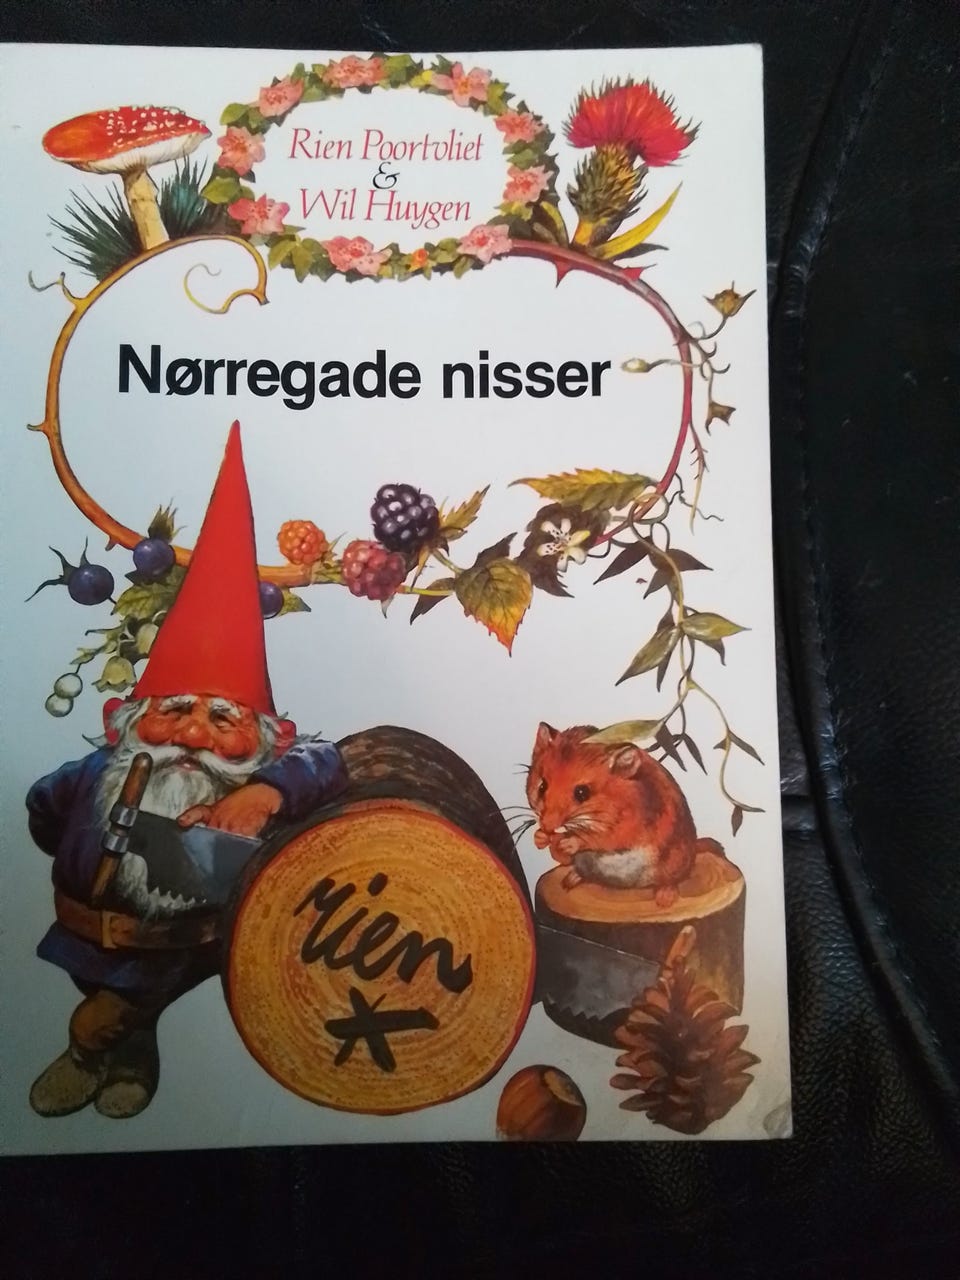 Rien Poortvliet
&
Wil Huygen
Nørregade nisser
rien